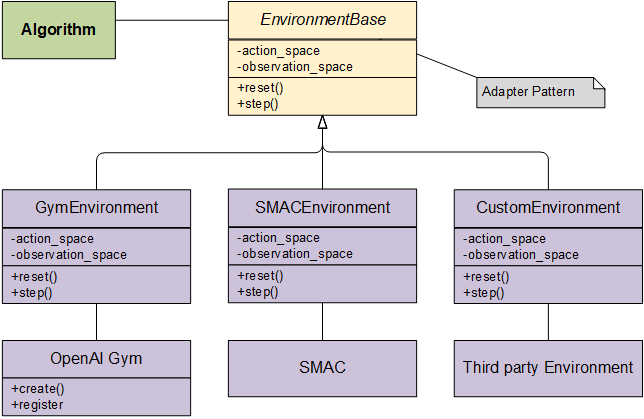 Algorithm
EnvironmentBase
-action_space
-observation_space
+reset()
+step()
Adapter Pattern
GymEnvironment
-action_space
-observation_space
+reset()
+step()
SMACEnvironment
-action_space
-observation_space
+reset()
+step()
CustomEnvironment
-action_space
-observation_space
+reset()
+step()
OpenAI Gym
+create()
+register
SMAC
Third party Environment